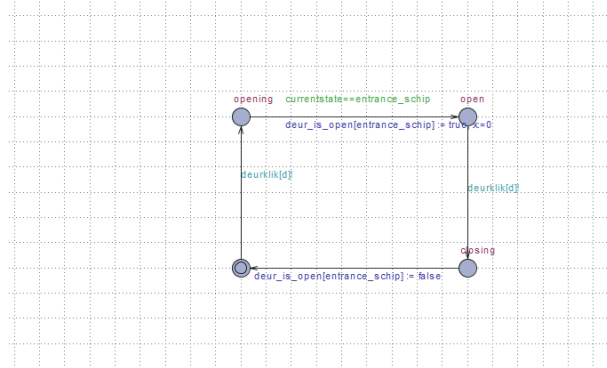 opening
currentstate==entrance_schip
open
deur_is_open[entrance_schip] := true, x:=0
deurklik[d]!
deurklik[d]!
closing
deur_is_open[entrance_schip] := false